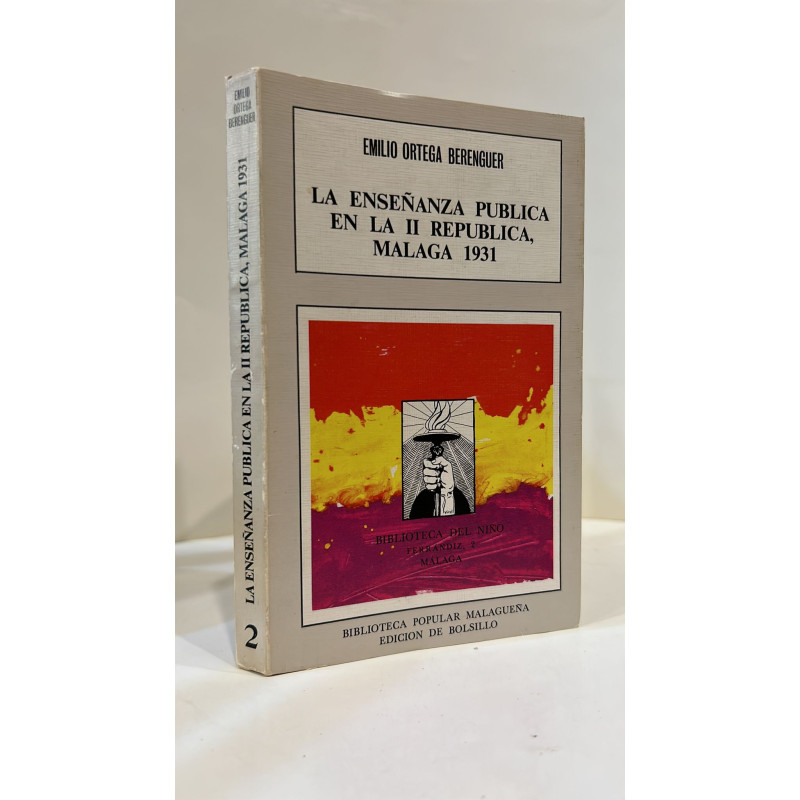 EMILIO
ORTEGA
BERENGUER
LA ENSEÑANZA PUBLICA EN LA II REPUBLICA, MALAGA 1931
2
EMILIO ORTEGA BERENGUER
LA ENSEÑANZA PUBLICA
EN LA II REPUBLICA,
MALAGA 1931
BIBLIOTECA DEL NIÑO
FERRANDIZ, 7
MALAGA
BIBLIOTECA POPULAR MALAGUEÑA
EDICION DE BOLSILLO